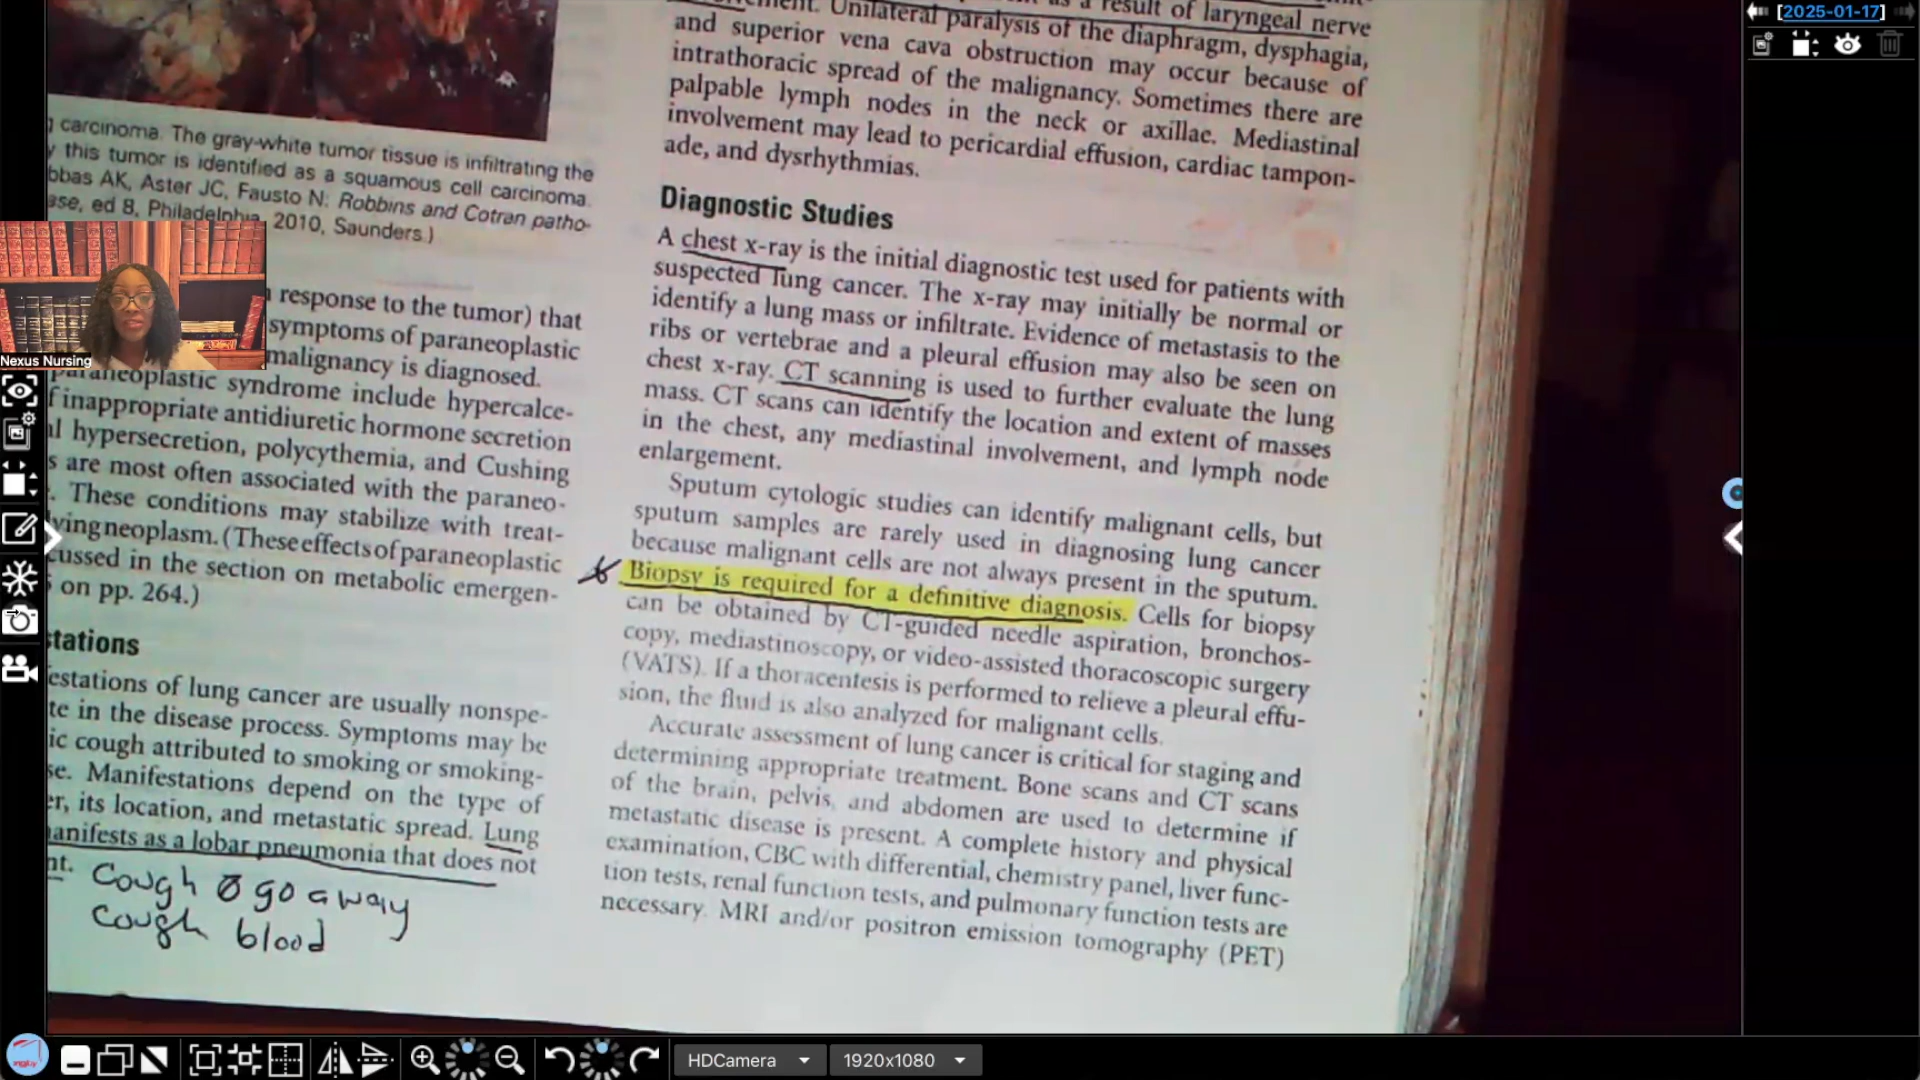 g carcinoma. The gray-white tumor tissue is infiltrating the
y this tumor is identified as a squamous cell carcinoma.
bbas AK, Aster JC, Fausto N: Robbins and Cotran patho-
ase, ed 8, Philadelphia, 2010, Saunders.)
Nexus Nursing
response to the tumor) that
symptoms of paraneoplastic
malignancy is diagnosed.
paraneoplastic syndrome include hypercalce-
f inappropriate antidiuretic hormone secretion
al hypersecretion, polycythemia, and Cushing
s are most often associated with the paraneo-
. These conditions may stabilize with treat-
lying neoplasm. (These effects of paraneoplastic
cussed in the section on metabolic emergen-
on pp. 264.)
stations
estations of lung cancer are usually nonspe-
te in the disease process. Symptoms may be
ic cough attributed to smoking or smoking-
se. Manifestations depend on the type of
er, its location, and metastatic spread. Lung
anifests as a lobar pneumonia that does not
nt.
Cough go away
Cough blood
as a result of laryngeal nerve
Unilateral paralysis of the diaphragm, dysphagia,
and superior vena cava obstruction may occur because of
intrathoracic spread of the malignancy. Sometimes there are
palpable lymph nodes in the neck or axillae. Mediastinal
involvement may lead to pericardial effusion, cardiac tampon-
ade, and dysrhythmias.
Diagnostic Studies
A chest x-ray is the initial diagnostic test used for patients with
suspected lung cancer. The x-ray may initially be normal or
identify a lung mass or infiltrate. Evidence of metastasis to the
ribs or vertebrae and a pleural effusion may also be seen on
chest x-ray. CT scanning is used to further evaluate the lung
mass. CT scans can identify the location and extent of masses
in the chest, any mediastinal involvement, and lymph node
enlargement.
Sputum cytologic studies can identify malignant cells, but
sputum samples are rarely used in diagnosing lung cancer
because malignant cells are not always present in the sputum.
Biopsy is required for a definitive diagnosis. Cells for biopsy
can be obtained by CT-guided needle aspiration, bronchos-
copy, mediastinoscopy, or video-assisted thoracoscopic surgery
(VATS). If a thoracentesis is performed to relieve a pleural effu-
sion, the fluid is also analyzed for malignant cells.
Accurate assessment of lung cancer is critical for staging and
determining appropriate treatment. Bone scans and CT scans
of the brain, pelvis, and abdomen are used to determine if
metastatic disease is present. A complete history and physical
examination, CBC with differential, chemistry panel, liver func-
tion tests, renal function tests, and pulmonary function tests are
necessary. MRI and/or positron emission tomography (PET)
[2025-01-17]
HDCamera
1920x1080